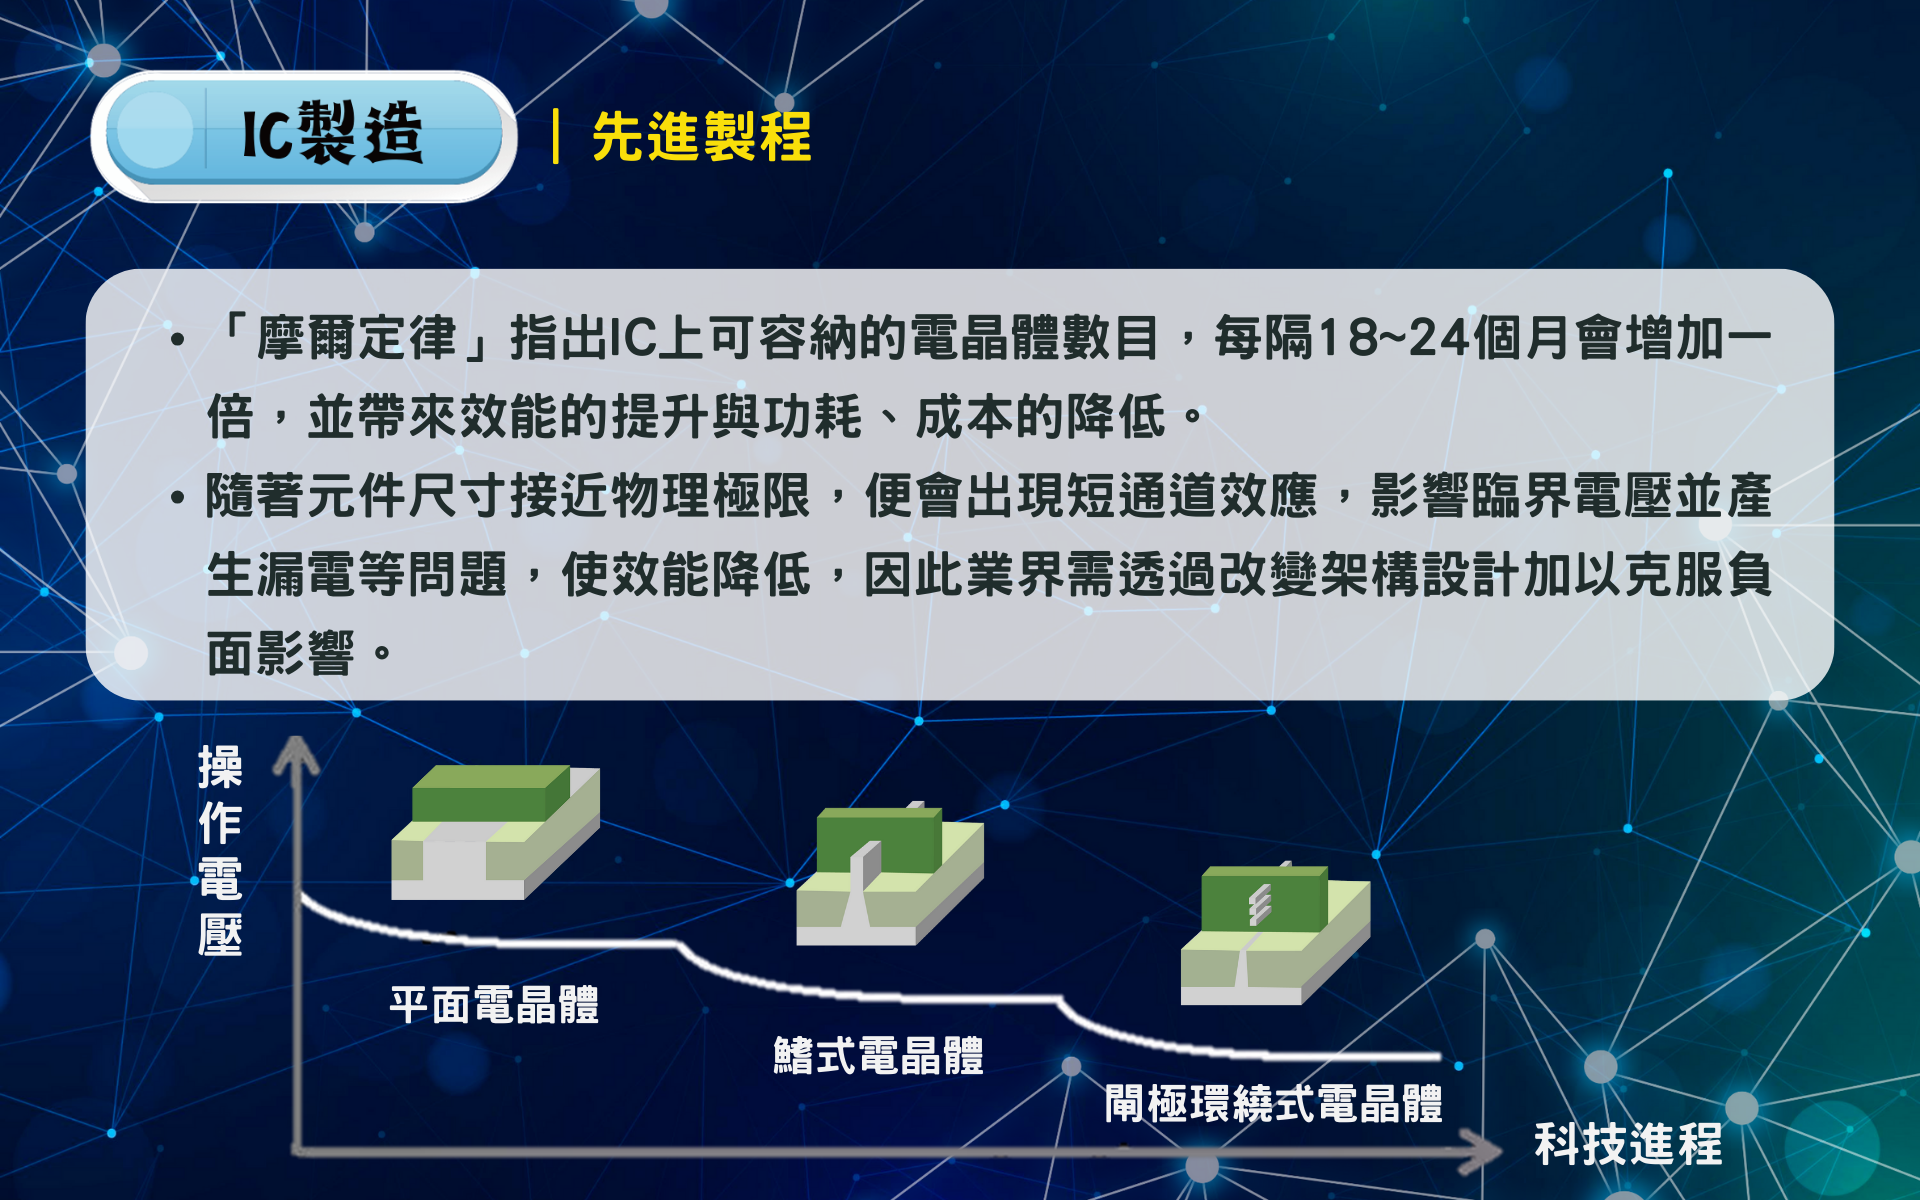 IC製造
先進製程
• 「摩爾定律」指出IC上可容納的電晶體數目，每隔18~24個月會增加一
倍，並帶來效能的提升與功耗、成本的降低。
• 隨著元件尺寸接近物理極限，便會出現短通道效應，影響臨界電壓並產
生漏電等問題，使效能降低，因此業界需透過改變架構設計加以克服負
面影響。
操作電壓
平面電晶體
鰭式電晶體
閘極環繞式電晶體
科技進程